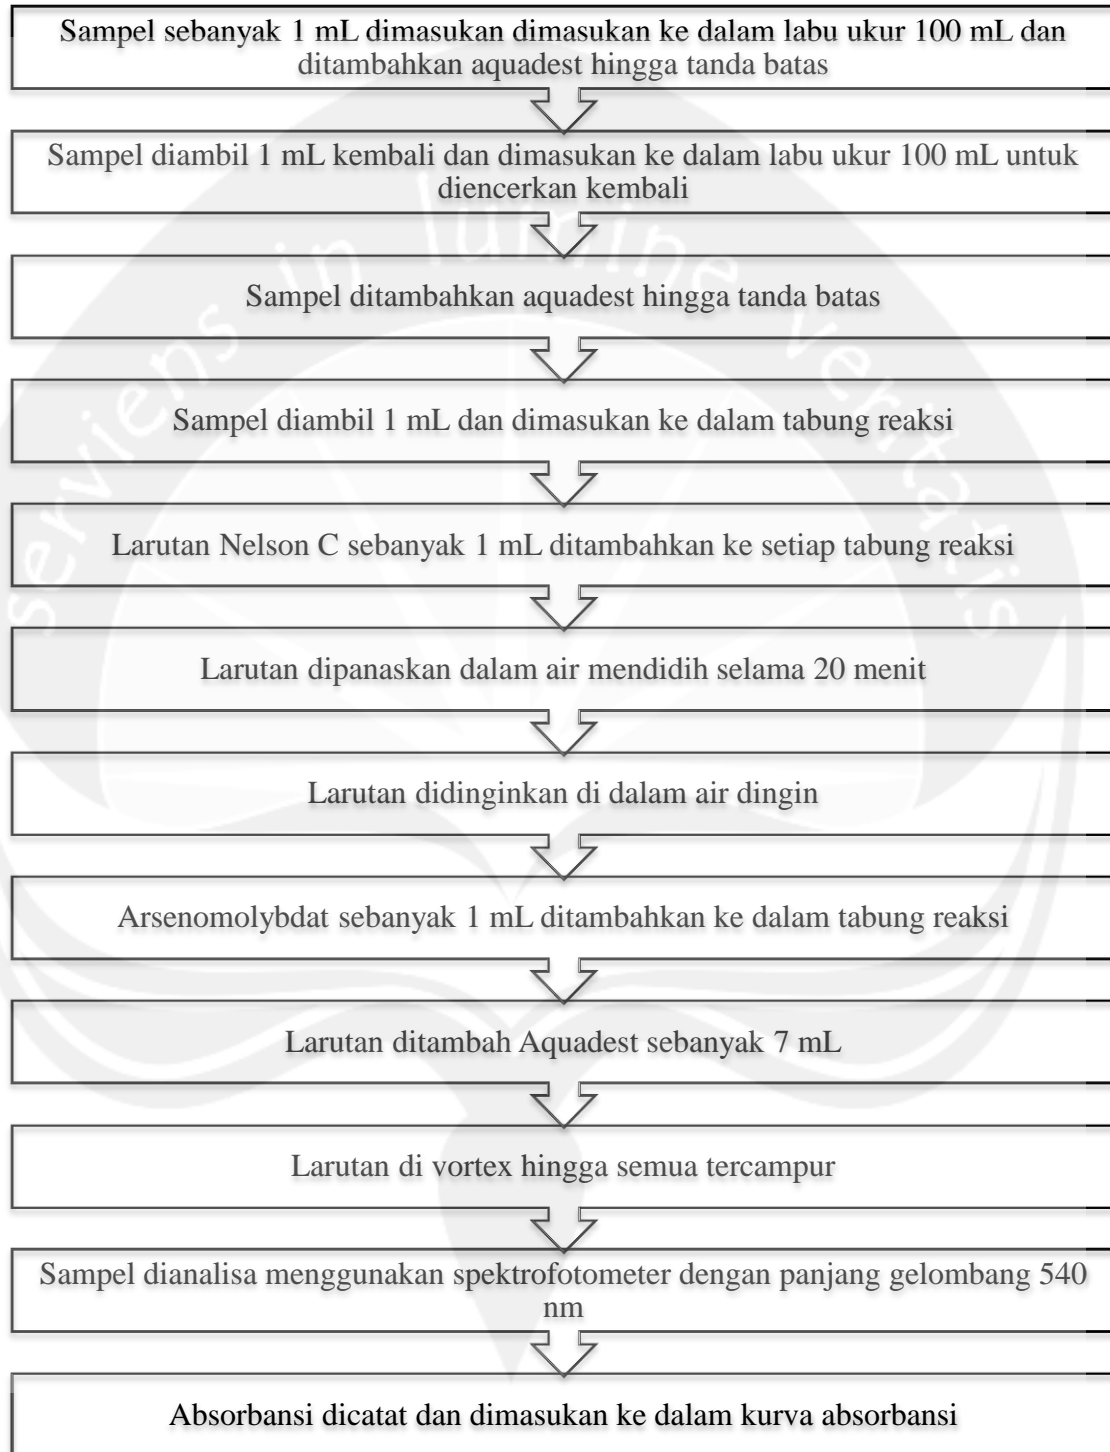 Sampel sebanyak 1 mL dimasukan dimasukan ke dalam labu ukur 100 mL dan
ditambahkan aquadest hingga tanda batas
Sampel diambil 1 mL kembali dan dimasukan ke dalam labu ukur 100 mL untuk
diencerkan kembali
Sampel ditambahkan aquadest hingga tanda batas
Sampel diambil 1 mL dan dimasukan ke dalam tabung reaksi
Larutan Nelson C sebanyak 1 mL ditambahkan ke setiap tabung reaksi
Larutan dipanaskan dalam air mendidih selama 20 menit
Larutan didinginkan di dalam air dingin
Arsenomolybdat sebanyak 1 mL ditambahkan ke dalam tabung reaksi
Larutan ditambah Aquadest sebanyak 7 mL
Larutan di vortex hingga semua tercampur
Sampel dianalisa menggunakan spektrofotometer dengan panjang gelombang 540
nm
Absorbansi dicatat dan dimasukan ke dalam kurva absorbansi
serviens in lumine veritatis